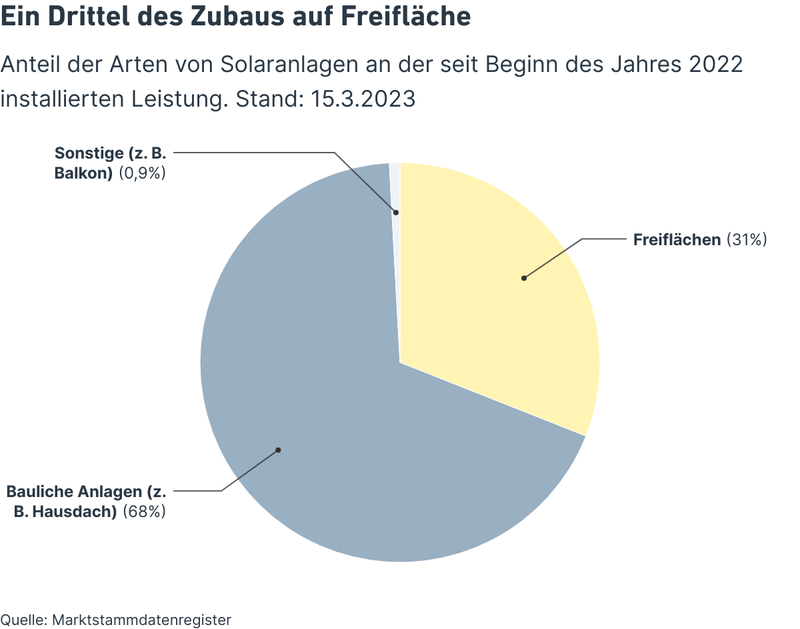 Ein Drittel des Zubaus auf Freifläche
Anteil der Arten von Solaranlagen an der seit Beginn des Jahres 2022
installierten Leistung. Stand: 15.3.2023
Sonstige (z. B.
Balkon) (0,9%)
Freiflächen (31%)
Bauliche Anlagen (z.
B. Hausdach) (68%)
Quelle: Marktstammdatenregister